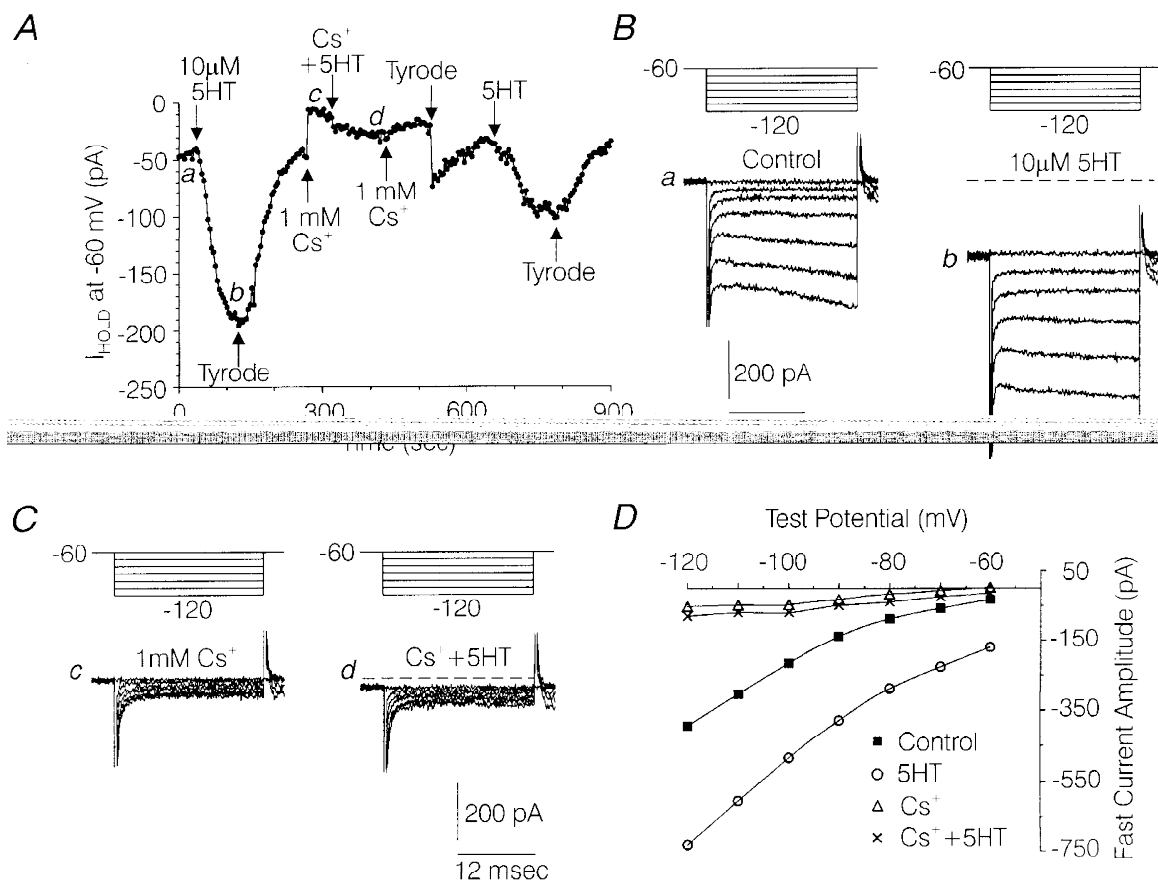 A
10µM
5HT
Cs⁺
+5HT
Tyrode
5HT
c
d
a
b
1 mM
Cs⁺
1 mM
Cs⁺
Tyrode
Tyrode
0
-50
-100
-150
-200
-250
at -60 mV (pA)
0
300
600
900
B
-60
-120
Control
a
200 pA
-60
-120
10µM 5HT
b
C
-60
-120
c
1mM Cs⁺
-60
-120
d
Cs⁺+5HT
200 pA
12 msec
D
Test Potential (mV)
-120
-100
-80
-60
50
-150
-350
-550
-750
Fast Current Amplitude (pA)
Control
5HT
Cs⁺
Cs⁺+5HT